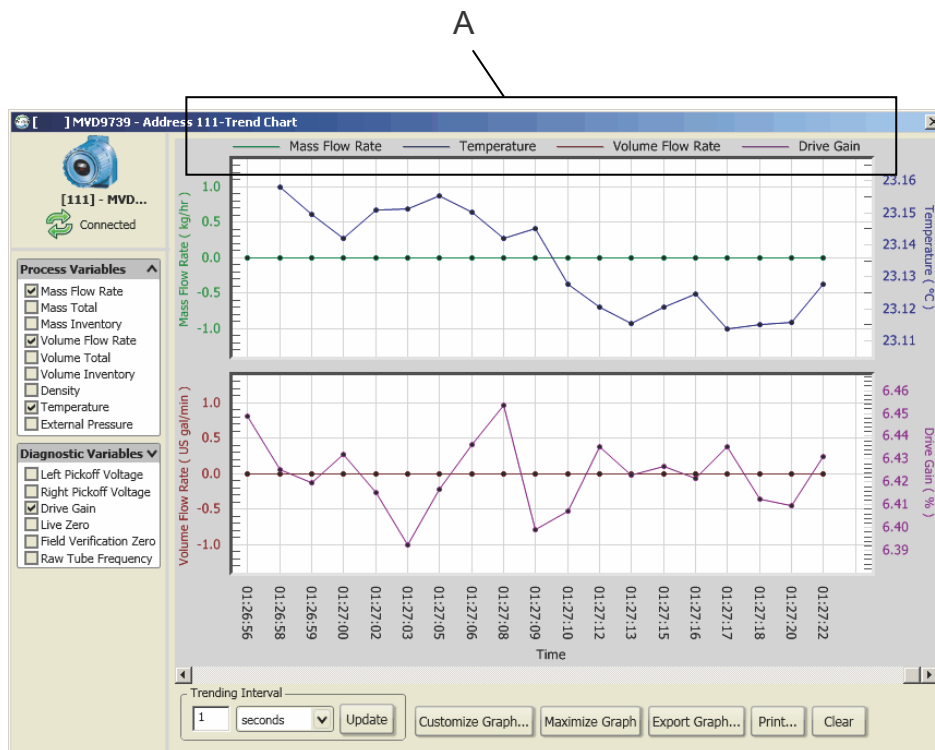 A
[ ] MVD9739 - Address 111-Trend Chart
[111] - MVD...
Connected
Process Variables
Mass Flow Rate
Mass Total
Mass Inventory
Volume Flow Rate
Volume Total
Volume Inventory
Density
Temperature
External Pressure
Diagnostic Variables
Left Pickoff Voltage
Right Pickoff Voltage
Drive Gain
Live Zero
Field Verification Zero
Raw Tube Frequency
Mass Flow Rate Temperature Volume Flow Rate Drive Gain
Mass Flow Rate ( kg/hr )
1.0
0.5
0.0
-0.5
-1.0
23.16
23.15
23.14
23.13
23.12
23.11
Temperature ( °C )
Volume Flow Rate ( US gal/min )
1.0
0.5
0.0
-0.5
-1.0
6.46
6.45
6.44
6.43
6.42
6.41
6.40
6.39
Drive Gain ( % )
01:26:56
01:26:58
01:26:59
01:27:00
01:27:02
01:27:03
01:27:05
01:27:06
01:27:08
01:27:09
01:27:10
01:27:12
01:27:13
01:27:15
01:27:16
01:27:17
01:27:18
01:27:20
01:27:22
Time
Trending Interval
1 seconds Update Customize Graph... Maximize Graph Export Graph... Print... Clear